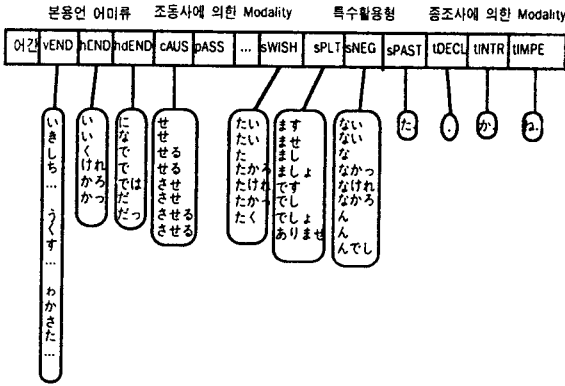 본용언 어미류 조동사에 의한 Modality 특수활용형 종조사에 의한 Modality
어간 vEND hEND hdEND cAUS pASS ... sWISH sPLT sNEG sPAST tDECL tINTR tIMPE
い
き
し
ち
...
う
く
す
...
わ
か
さ
た
...
い
い
く
けれ
かろ
かっ
に
な
で
で
では
だ
だっ
せ
せ
せる
せる
させ
させ
させる
させる
たい
たい
た
たかろ
たけれ
たかっ
たく
ます
ませ
まし
ましょ
です
でし
でしょ
ありませ
ない
ない
な
なかっ
なけれ
なかろ
ん
ん
んでし
た
.
か.
ね.